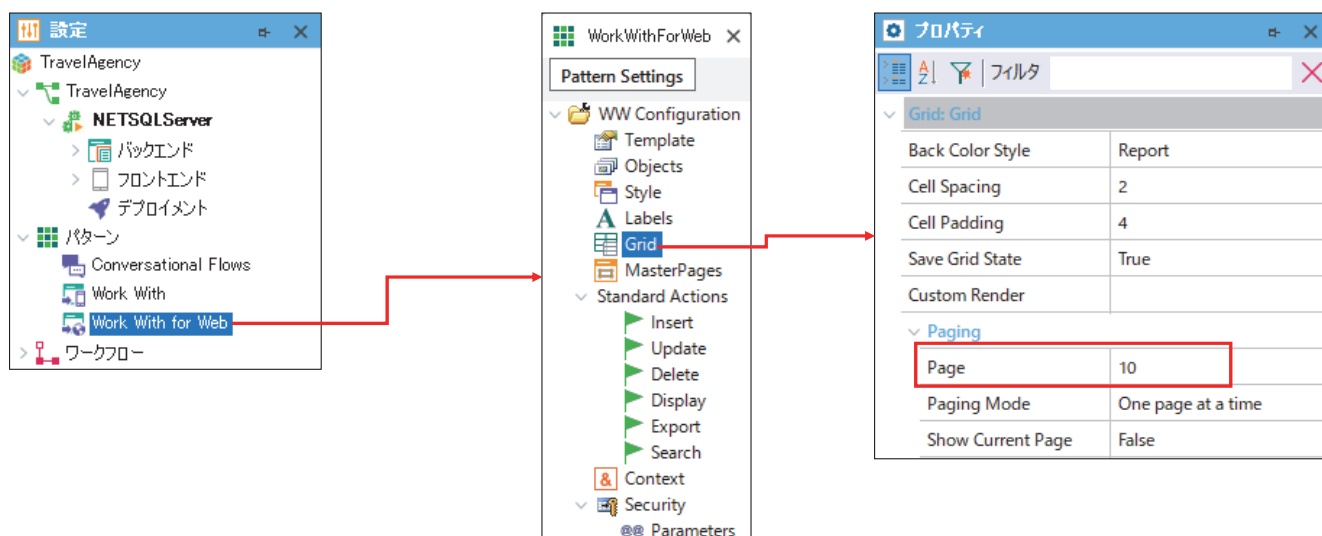 設定
TravelAgency
TravelAgency
NETSQLServer
バックエンド
フロントエンド
デプロイメント
パターン
Conversational Flows
Work With
Work With for Web
ワークフロー
WorkWithForWeb
Pattern Settings
WW Configuration
Template
Objects
Style
Labels
Grid
MasterPages
Standard Actions
Insert
Update
Delete
Display
Export
Search
Context
Security
Parameters
プロパティ
フィルタ
Grid: Grid
Back Color Style Report
Cell Spacing 2
Cell Padding 4
Save Grid State True
Custom Render
Paging
Page 10
Paging Mode One page at a time
Show Current Page False